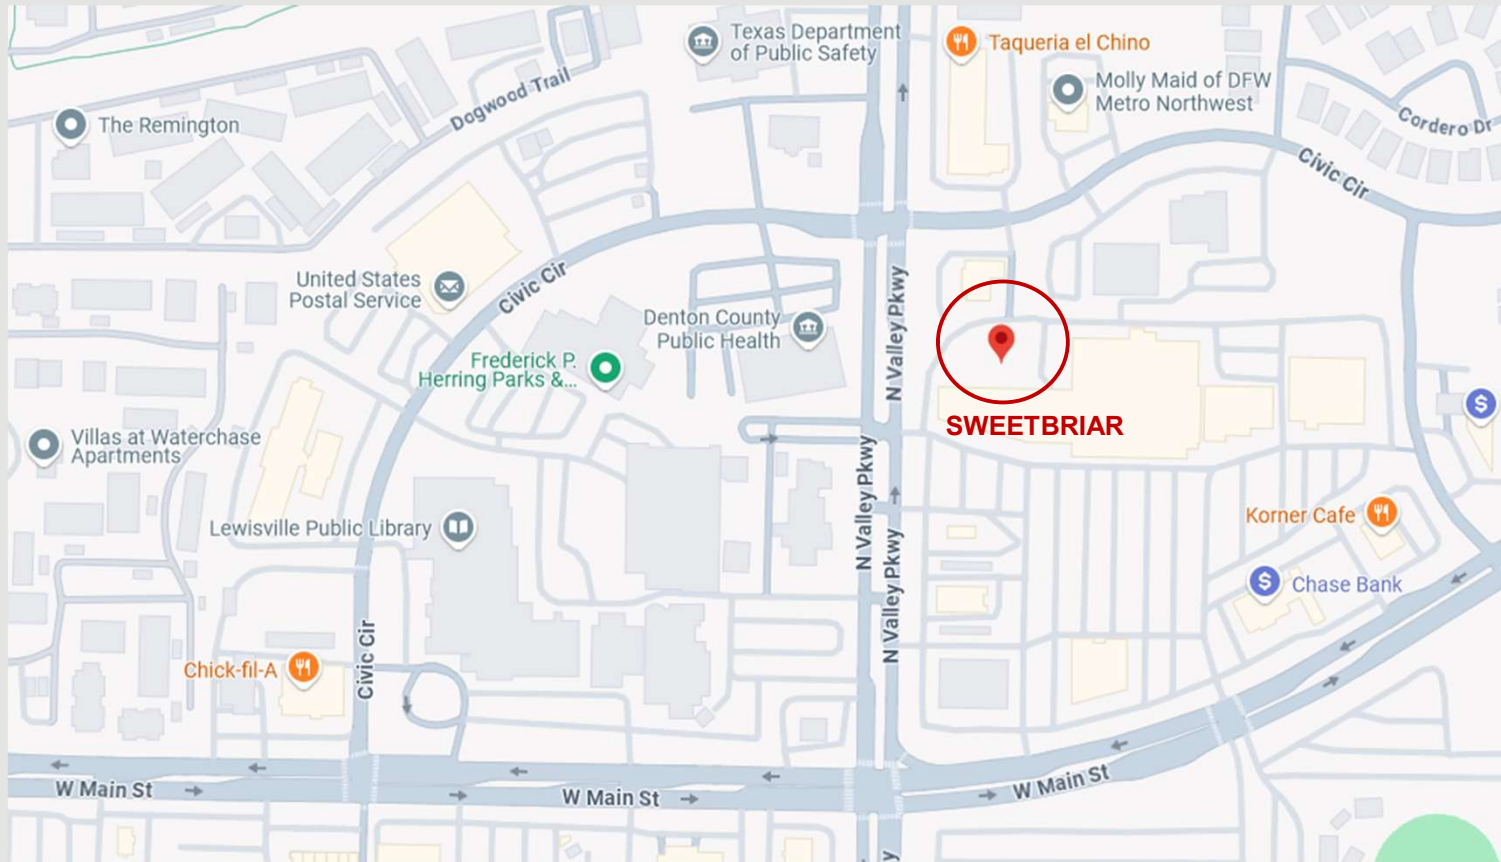 Texas Department
of Public Safety
Taqueria el Chino
Molly Maid of DFW
Metro Northwest
Dogwood Trail
The Remington
Cordero Dr
Civic Cir
United States
Postal Service
Civic Cir
N Valley Pkwy
Denton County
Public Health
Frederick P.
Herring Parks &...
SWEETBRIAR
Villas at Waterchase
Apartments
N Valley Pkwy
Korner Cafe
Lewisville Public Library
Chase Bank
N Valley Pkwy
Civic Cir
Chick-fil-A
W Main St
W Main St
W Main St